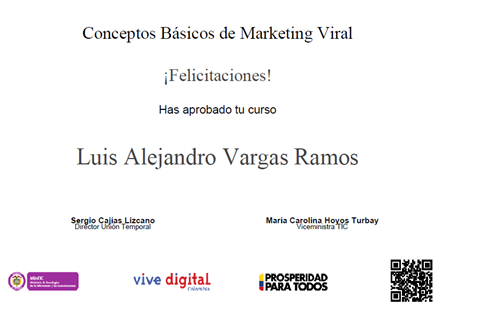 Conceptos Básicos de Marketing Viral
¡Felicitaciones!
Has aprobado tu curso
Luis Alejandro Vargas Ramos
Sergio Cajías Lizcano
Director Unión Temporal
María Carolina Hoyos Turbay
Viceministra TIC
MinTIC
Ministerio de Tecnologías
de la Información y las Comunicaciones
vive digital
Colombia
PROSPERIDAD
PARA TODOS